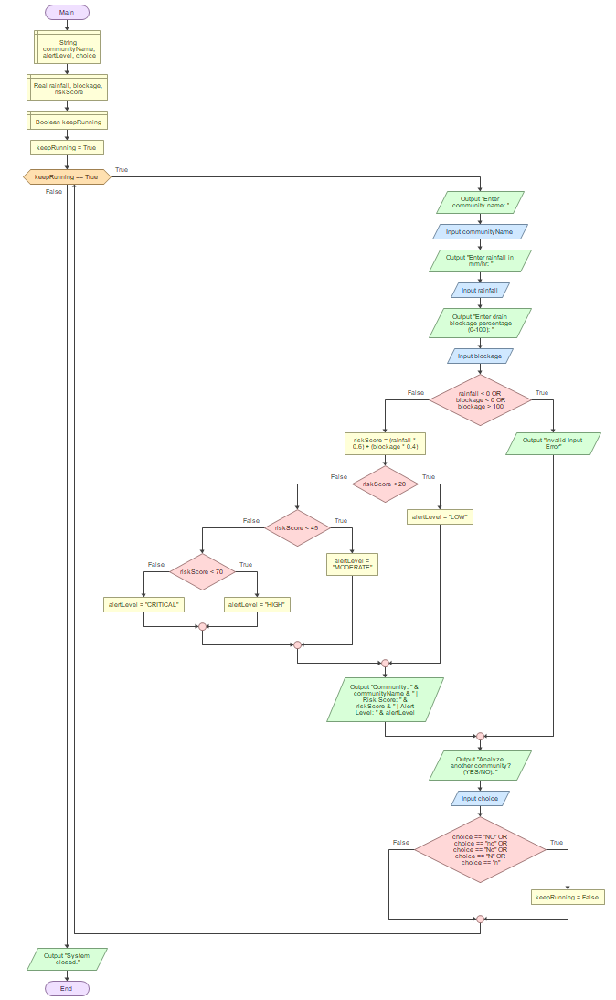 Main
String
communityName,
alertLevel, choice
Real rainfall, blockage,
riskScore
Boolean keepRunning
keepRunning = True
keepRunning == True
True
False
Output "Enter
community name: "
Input communityName
Output "Enter rainfall in
mm/hr: "
Input rainfall
Output "Enter drain
blockage percentage
(0-100): "
Input blockage
rainfall < 0 OR
blockage < 0 OR
blockage > 100
False
True
riskScore = (rainfall *
0.6) + (blockage * 0.4)
Output "Invalid Input
Error"
riskScore < 20
False
True
alertLevel = "LOW"
riskScore < 45
False
True
alertLevel =
"MODERATE"
riskScore < 70
False
True
alertLevel = "CRITICAL"
alertLevel = "HIGH"
Output "Community: " &
communityName & " |
Risk Score: " &
riskScore & " | Alert
Level: " & alertLevel
Output "Analyze
another community?
(YES/NO): "
Input choice
choice == "NO" OR
choice == "no" OR
choice == "No" OR
choice == "N" OR
choice == "n"
False
True
keepRunning = False
Output "System
closed."
End